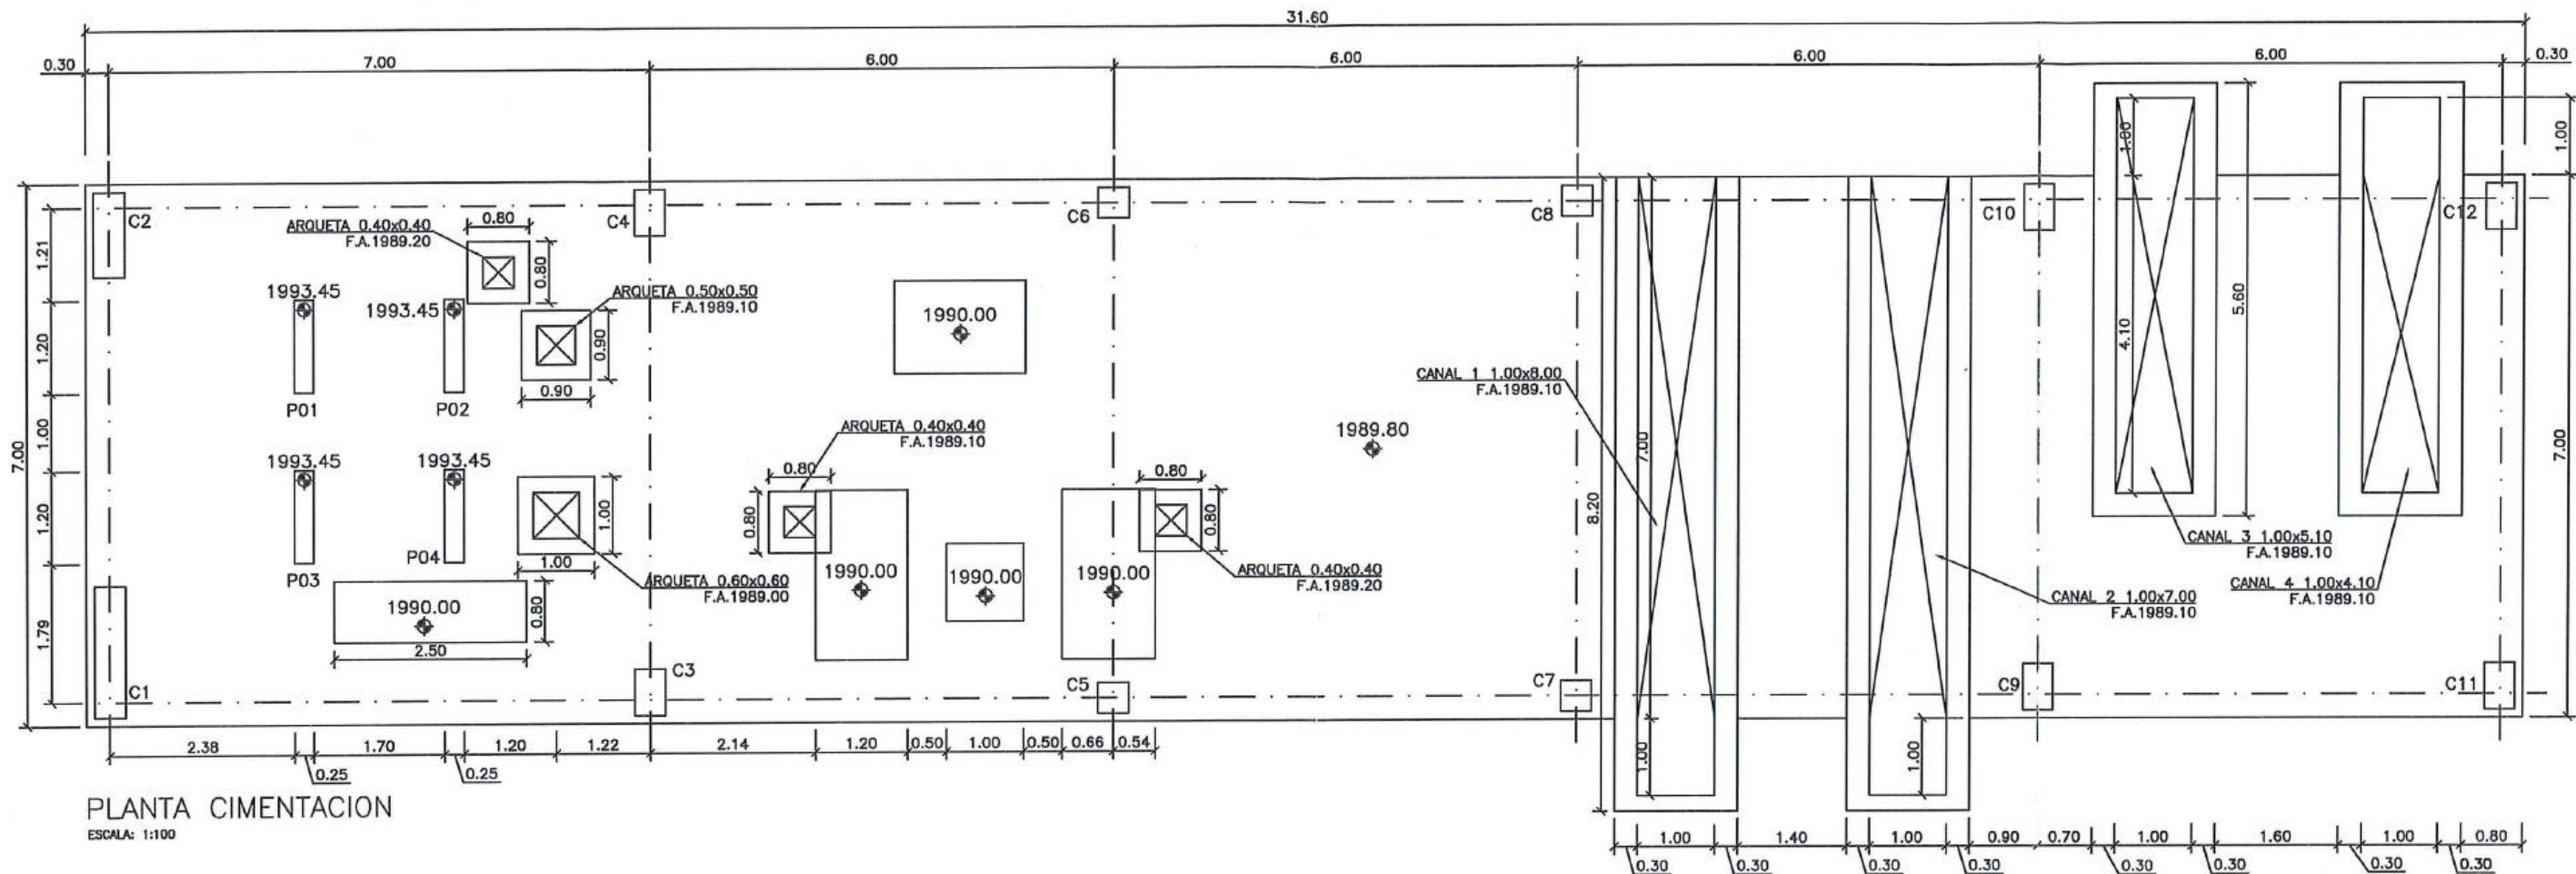 31.60
0.30
7.00
6.00
6.00
6.00
6.00
0.30
1.00
1.00
C2
C4
C6
C8
C10
C12
ARQUETA 0.40x0.40
F.A.1989.20
0.80
0.80
1.21
1993.45
1993.45
ARQUETA 0.50x0.50
F.A.1989.10
0.90
0.90
1990.00
5.60
4.10
1.20
P01
P02
CANAL 1 1.00x8.00
F.A.1989.10
7.00
1.00
7.00
ARQUETA 0.40x0.40
F.A.1989.10
1989.80
7.00
1993.45
1993.45
0.80
0.80
0.80
0.80
8.20
1.20
1.00
1.00
P03
P04
CANAL 3 1.00x5.10
F.A.1989.10
ARQUETA 0.60x0.60
F.A.1989.00
1990.00
1990.00
1990.00
ARQUETA 0.40x0.40
F.A.1989.20
CANAL 2 1.00x7.00
F.A.1989.10
CANAL 4 1.00x4.10
F.A.1989.10
1990.00
0.80
2.50
1.79
C1
C3
C5
C7
C9
C11
2.38
0.25
1.70
0.25
1.20
1.22
2.14
1.20
0.50
1.00
0.50
0.66
0.54
1.00
1.00
PLANTA CIMENTACION
ESCALA: 1:100
0.30
1.00
0.30
1.40
0.30
1.00
0.30
0.90
0.70
0.30
1.00
0.30
1.60
0.30
1.00
0.30
0.80